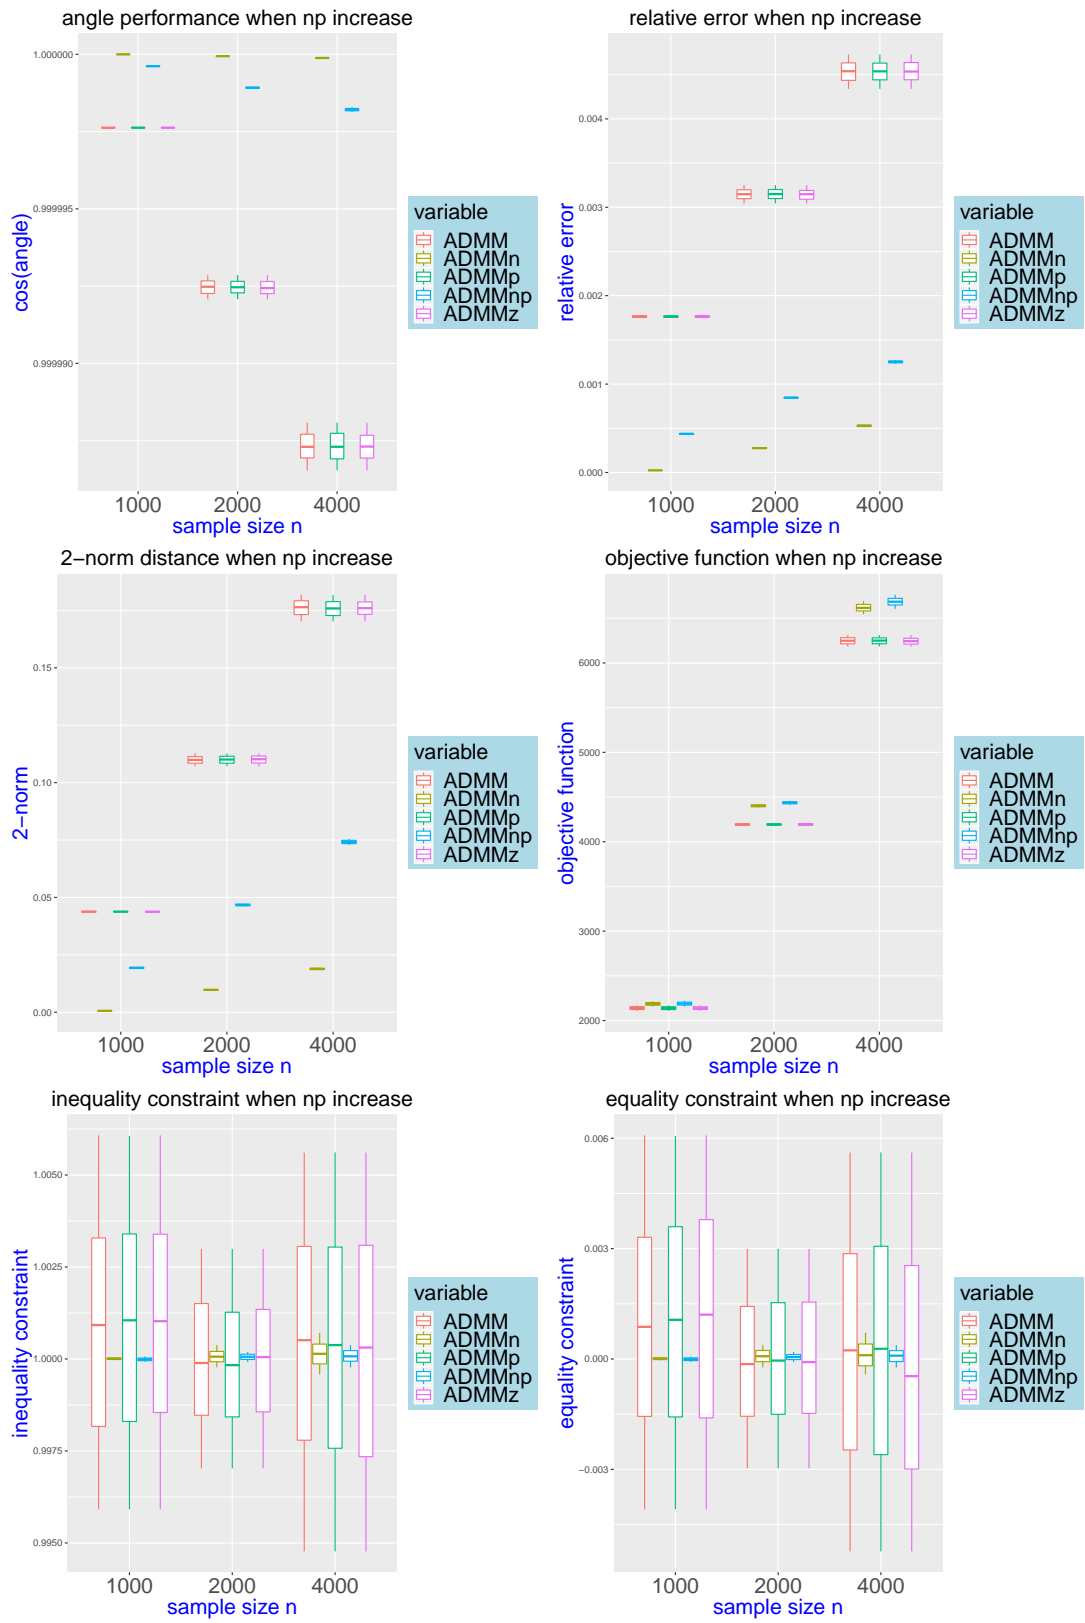 angle performance when np increase
1.000000
0.999995
0.999990
cos(angle)
1000 2000 4000
sample size n
variable
ADMM
ADMMn
ADMMp
ADMMnp
ADMMz
relative error when np increase
0.004
0.003
0.002
0.001
0.000
relative error
1000 2000 4000
sample size n
variable
ADMM
ADMMn
ADMMp
ADMMnp
ADMMz
2−norm distance when np increase
0.15
0.10
0.05
0.00
2−norm
1000 2000 4000
sample size n
variable
ADMM
ADMMn
ADMMp
ADMMnp
ADMMz
objective function when np increase
6000
5000
4000
3000
2000
objective function
1000 2000 4000
sample size n
variable
ADMM
ADMMn
ADMMp
ADMMnp
ADMMz
inequality constraint when np increase
1.0050
1.0025
1.0000
0.9975
0.9950
inequality constraint
1000 2000 4000
sample size n
variable
ADMM
ADMMn
ADMMp
ADMMnp
ADMMz
equality constraint when np increase
0.006
0.003
0.000
−0.003
equality constraint
1000 2000 4000
sample size n
variable
ADMM
ADMMn
ADMMp
ADMMnp
ADMMz